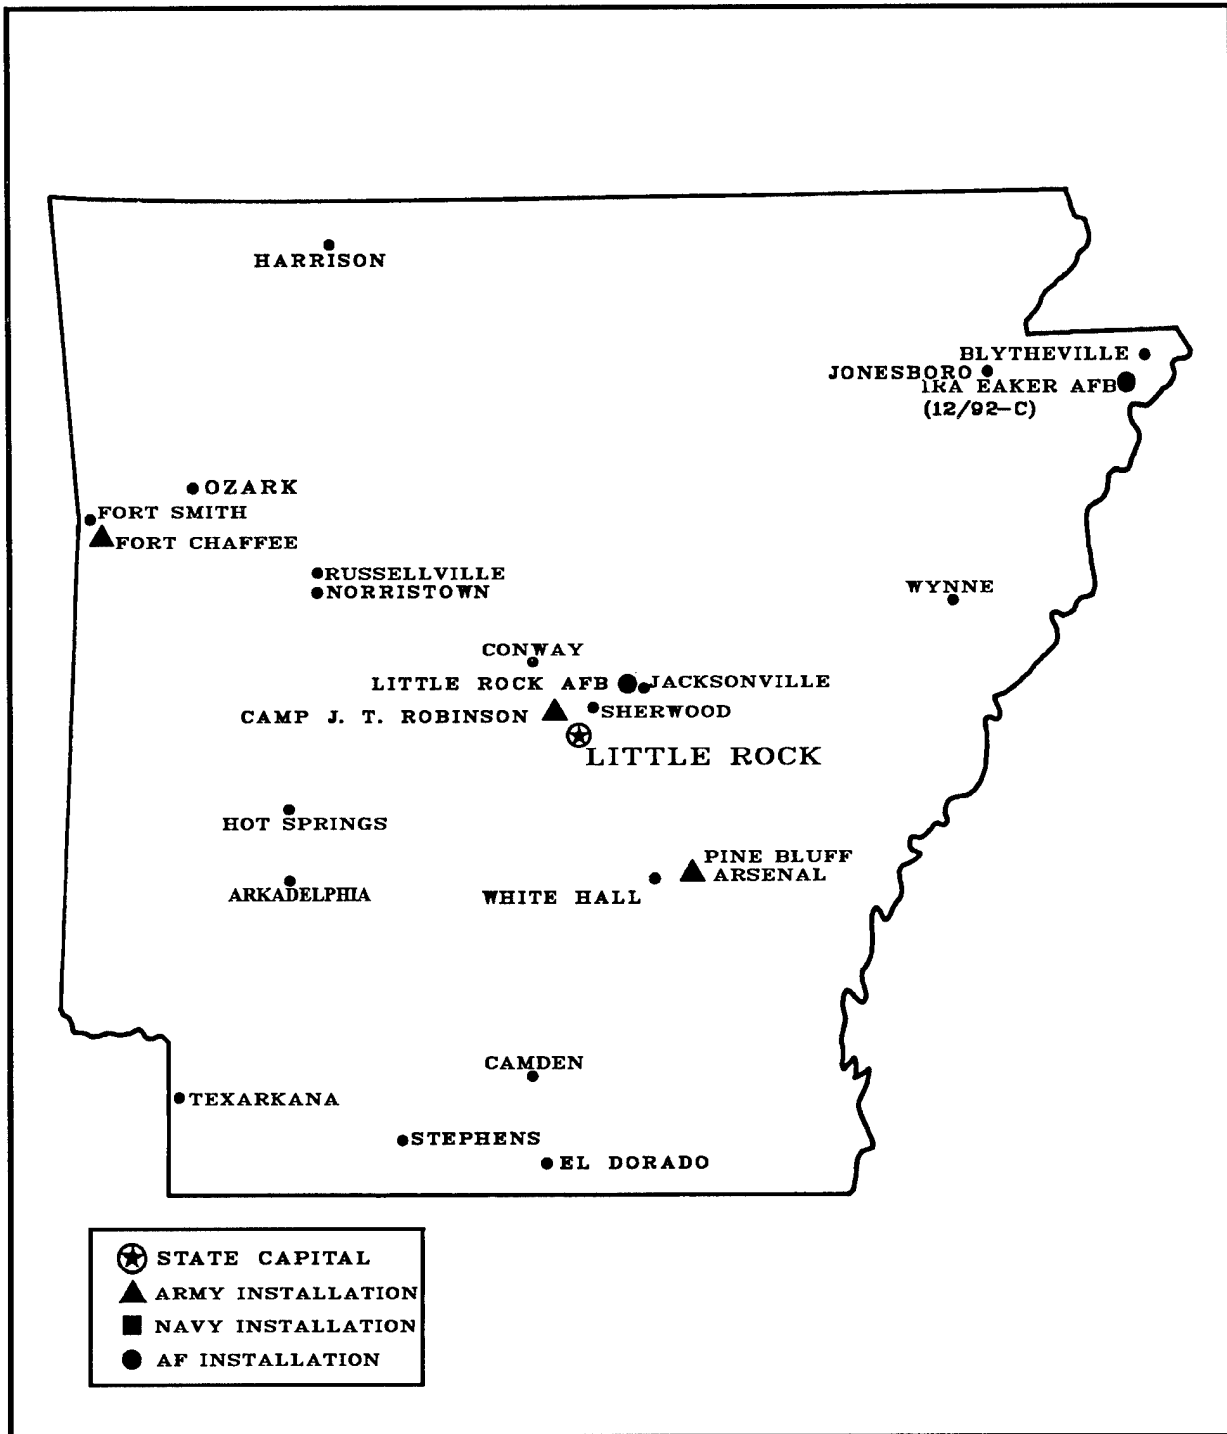 HARRISON
BLYTHEVILLE
JONESBORO
IRA EAKER AFB
(12/92-C)
OZARK
FORT SMITH
FORT CHAFFEE
RUSSELLVILLE
NORRISTOWN
WYNNE
CONWAY
LITTLE ROCK AFB
JACKSONVILLE
CAMP J. T. ROBINSON
SHERWOOD
LITTLE ROCK
HOT SPRINGS
PINE BLUFF
ARSENAL
ARKADELPHIA
WHITE HALL
CAMDEN
TEXARKANA
STEPHENS
EL DORADO
STATE CAPITAL
ARMY INSTALLATION
NAVY INSTALLATION
AF INSTALLATION